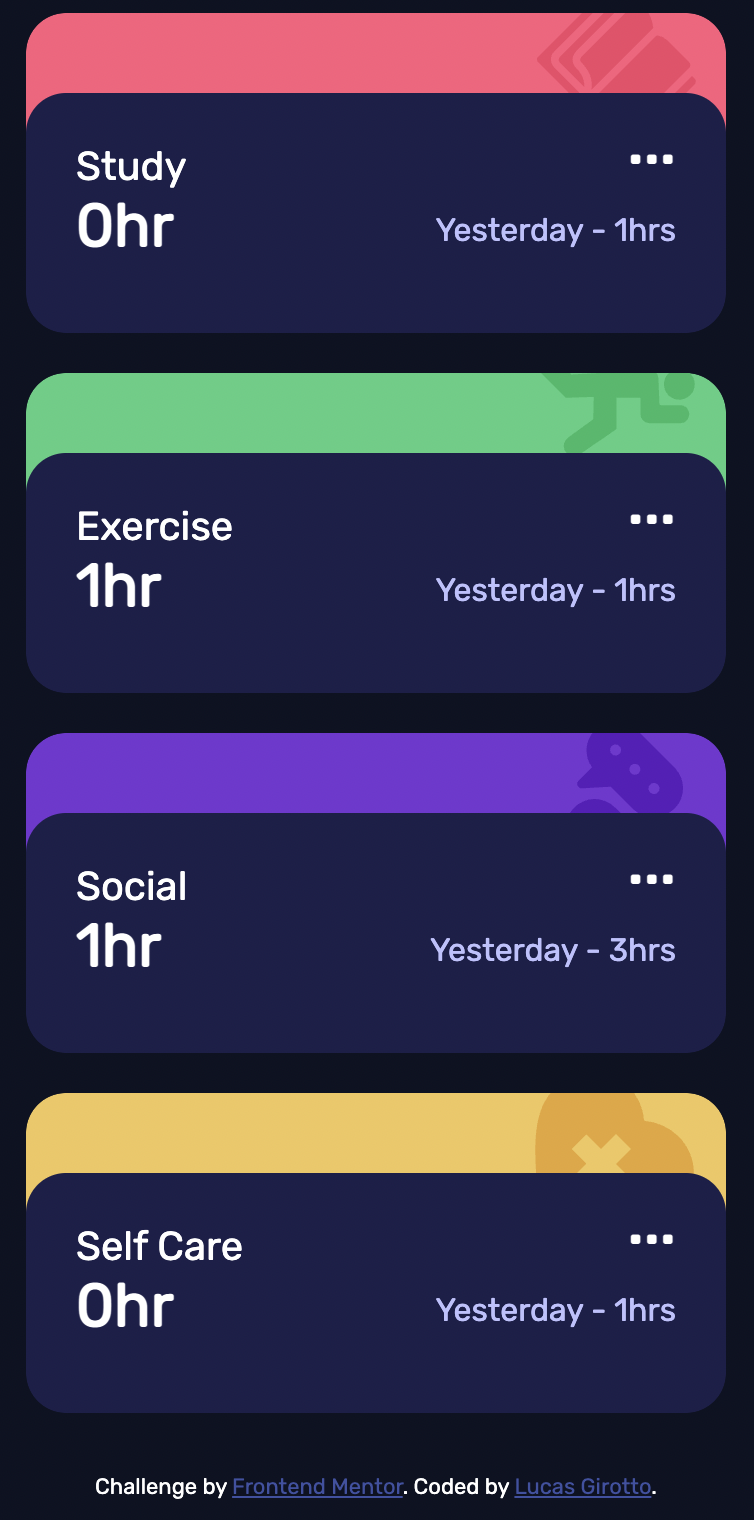 Study
0hr
Yesterday - 1hrs
Exercise
1hr
Yesterday - 1hrs
Social
1hr
Yesterday - 3hrs
Self Care
0hr
Yesterday - 1hrs
Challenge by Frontend Mentor. Coded by Lucas Girotto.